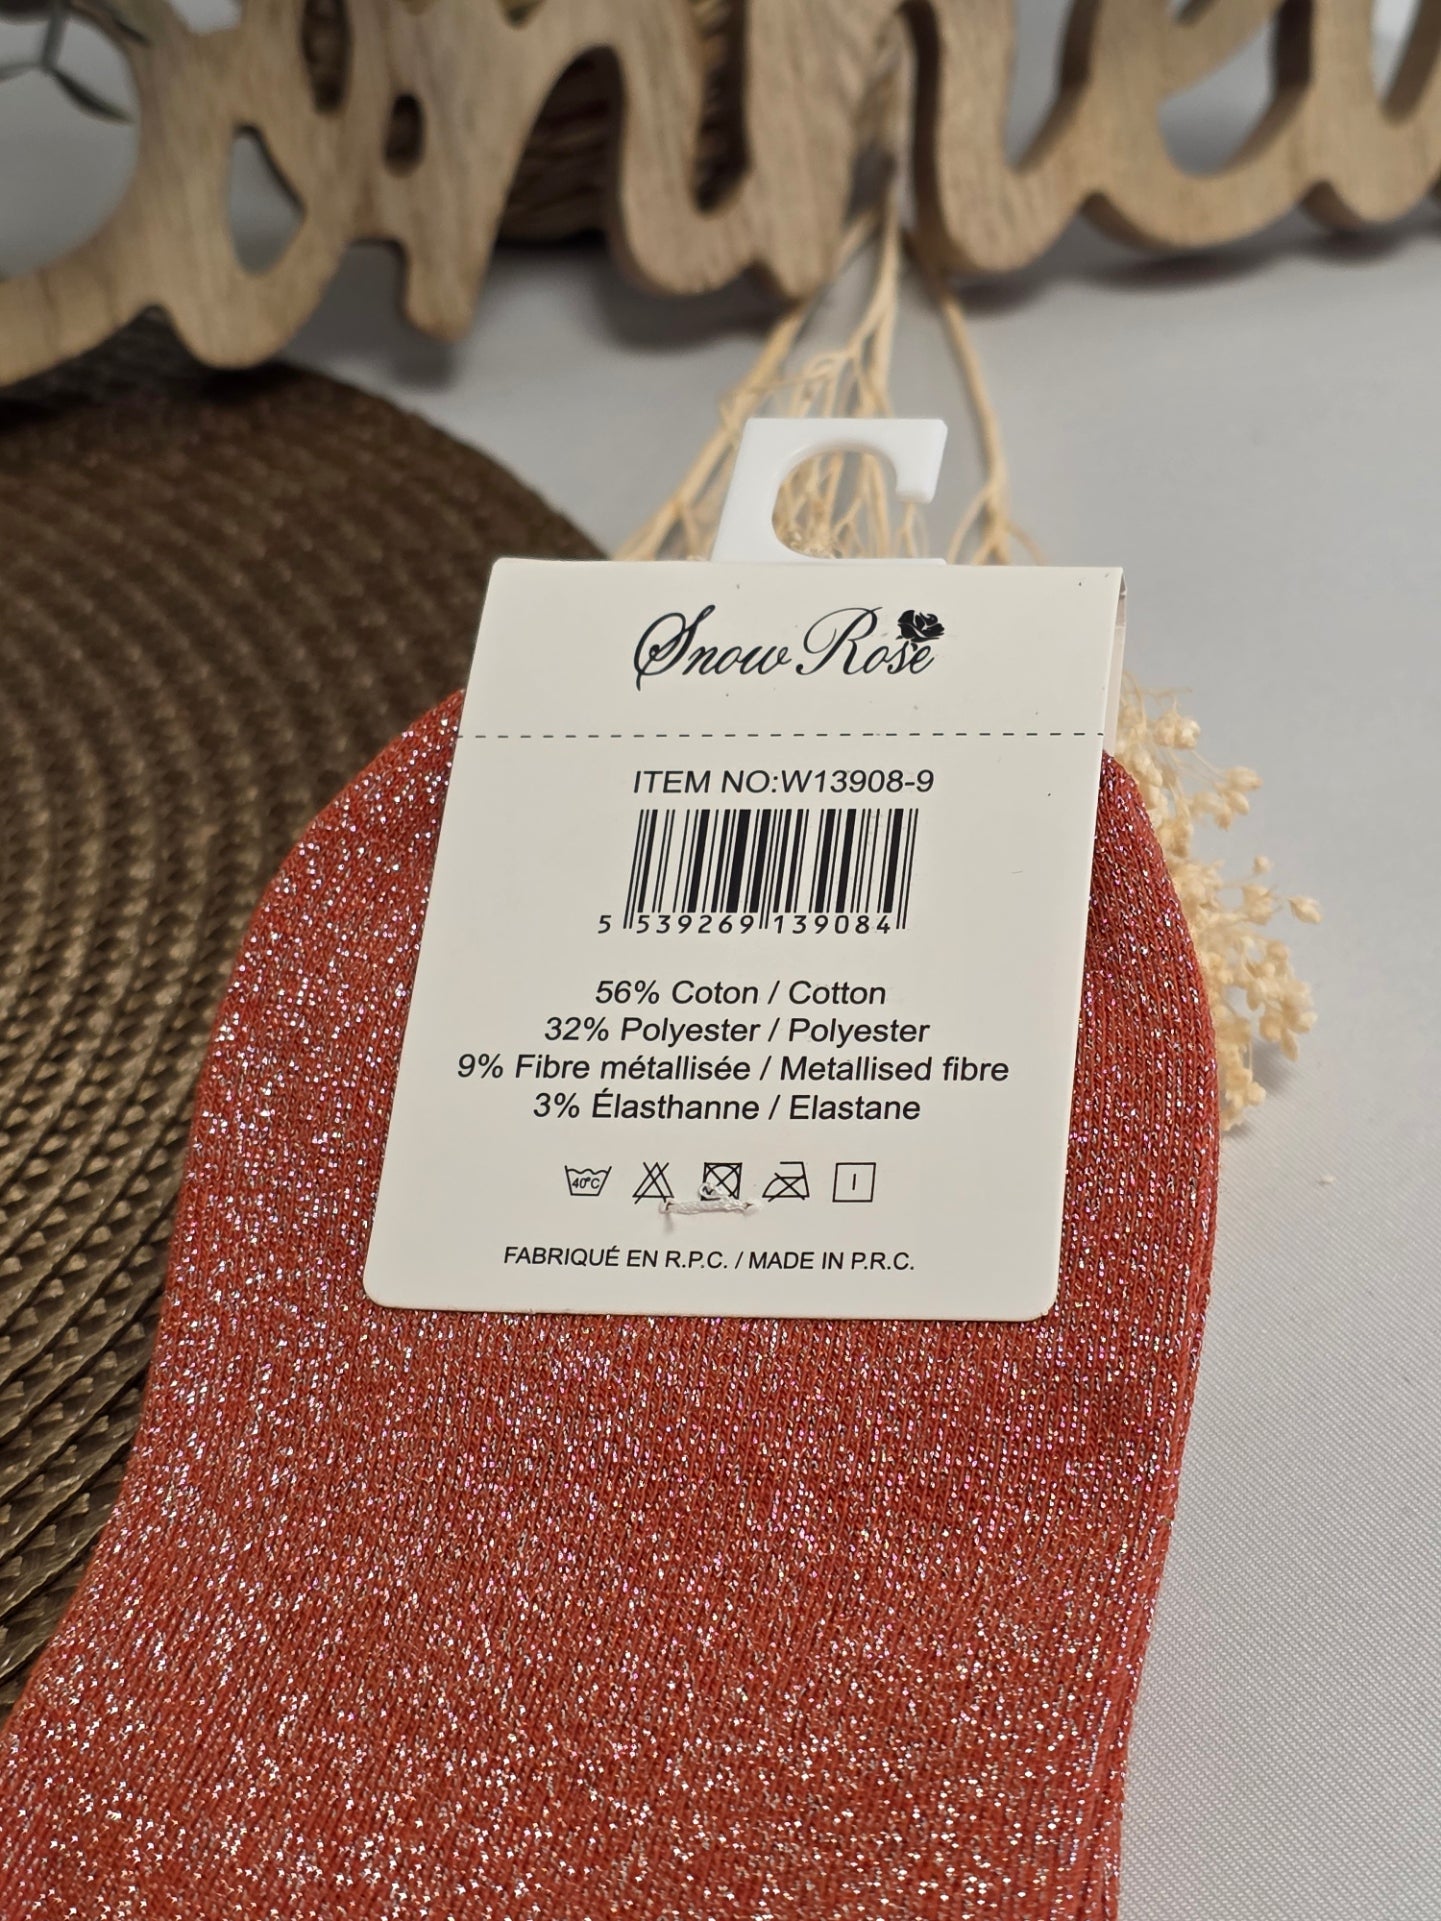 Snow Rose
ITEM NO:W13908-9
5 539269 139084
56% Coton / Cotton
32% Polyester / Polyester
9% Fibre métallisée / Metallised fibre
3% Élasthanne / Elastane
40°C
FABRIQUÉ EN R.P.C. / MADE IN P.R.C.